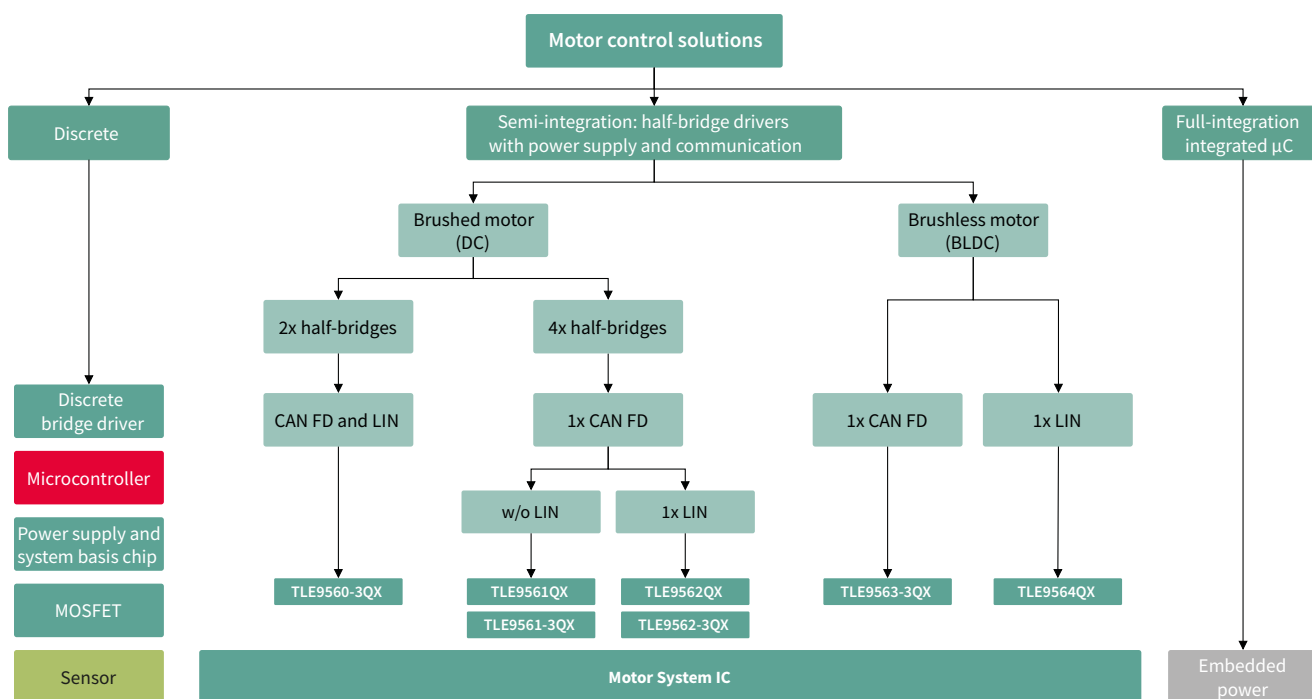 Motor control solutions
Discrete
Semi-integration: half-bridge drivers
with power supply and communication
Full-integration
integrated µC
Brushed motor
(DC)
Brushless motor
(BLDC)
2x half-bridges
4x half-bridges
Discrete
bridge driver
CAN FD and LIN
1x CAN FD
1x CAN FD
1x LIN
Microcontroller
w/o LIN
1x LIN
Power supply and
system basis chip
TLE9560-3QX
TLE9561QX
TLE9562QX
TLE9563-3QX
TLE9564QX
MOSFET
TLE9561-3QX
TLE9562-3QX
Sensor
Motor System IC
Embedded
power